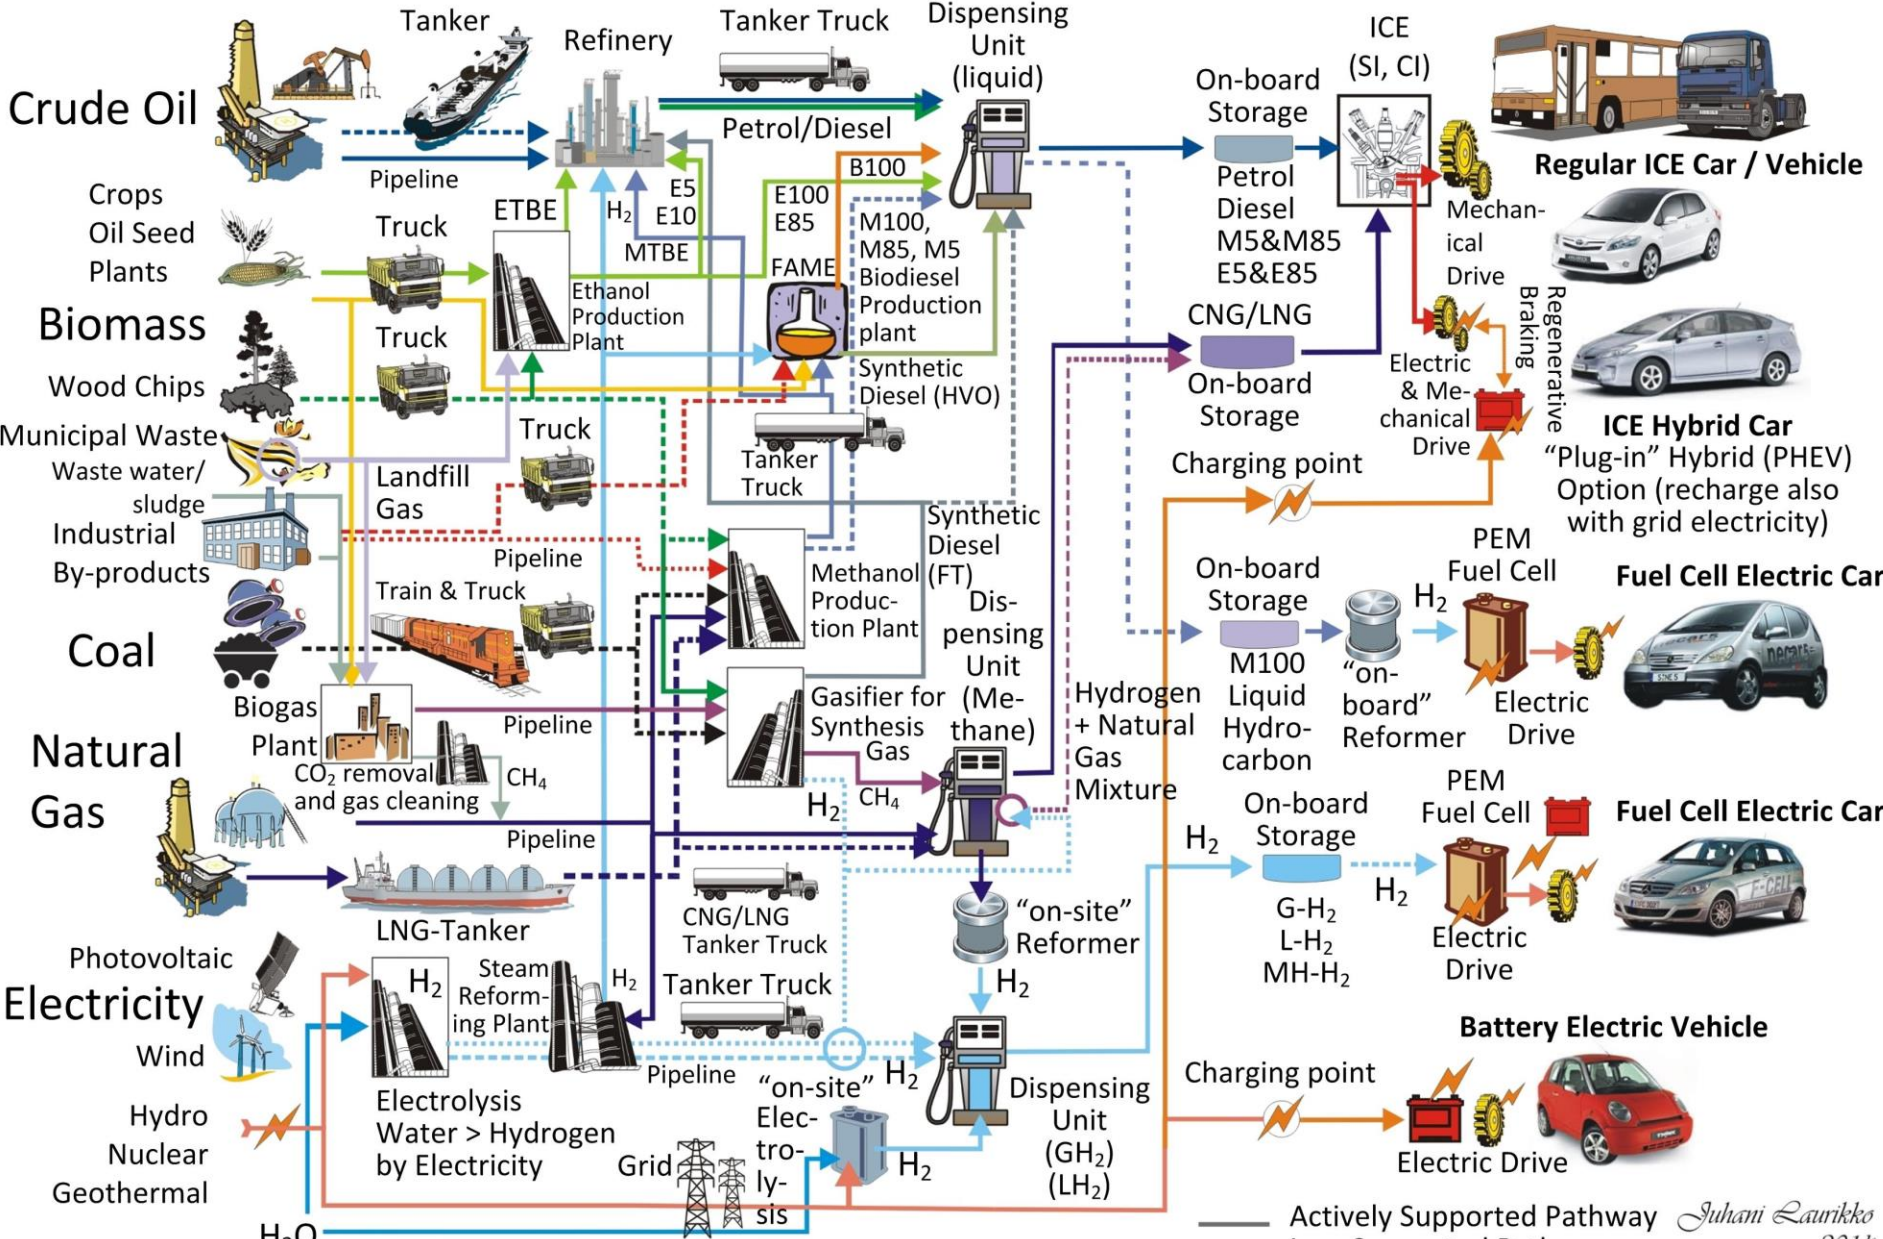 Tanker
Refinery
Tanker Truck
Dispensing
Unit
(liquid)
ICE
(SI, CI)
On-board
Storage
Crude Oil
Petrol/Diesel
Pipeline
Regular ICE Car / Vehicle
Crops
Oil Seed
Plants
Truck
ETBE
H₂
E5
E10
MTBE
B100
E100
E85
M100,
M85, M5
Biodiesel
Production
plant
FAME
Petrol
Diesel
M5&M85
E5&E85
Mechan-
ical
Drive
Regenerative
Braking
Biomass
Truck
Ethanol
Production
Plant
Synthetic
Diesel (HVO)
CNG/LNG
On-board
Storage
Electric
& Me-
chanical
Drive
Wood Chips
Municipal Waste
Waste water/
sludge
Landfill
Gas
Truck
Tanker
Truck
Charging point
ICE Hybrid Car
“Plug-in” Hybrid (PHEV)
Option (recharge also
with grid electricity)
Industrial
By-products
Pipeline
Train & Truck
Methanol
Produc-
tion Plant
Synthetic
Diesel
(FT)
Dis-
pensing
Unit
(Me-
thane)
On-board
Storage
PEM
Fuel Cell
H₂
Fuel Cell Electric Car
necars
Coal
M100
Liquid
Hydro-
carbon
“on-
board”
Reformer
Electric
Drive
Biogas
Plant
Pipeline
Gasifier for
Synthesis
Gas
Hydrogen
+ Natural
Gas
Mixture
Natural
Gas
CO₂ removal
and gas cleaning
CH₄
H₂
CH₄
Pipeline
H₂
On-board
Storage
PEM
Fuel Cell
Fuel Cell Electric Car
F-CELL
H₂
G-H₂
L-H₂
MH-H₂
Electric
Drive
LNG-Tanker
CNG/LNG
Tanker Truck
“on-site”
Reformer
Photovoltaic
Electricity
Wind
H₂
Steam
Reform-
ing Plant
H₂
Tanker Truck
H₂
Pipeline
H₂
Battery Electric Vehicle
Charging point
Electric Drive
Hydro
Nuclear
Geothermal
Electrolysis
Water > Hydrogen
by Electricity
Grid
“on-site”
Elec-
tro-
ly-
sis
H₂
Dispensing
Unit
(GH₂)
(LH₂)
H₂O
Actively Supported Pathway
Juhani Laurikko